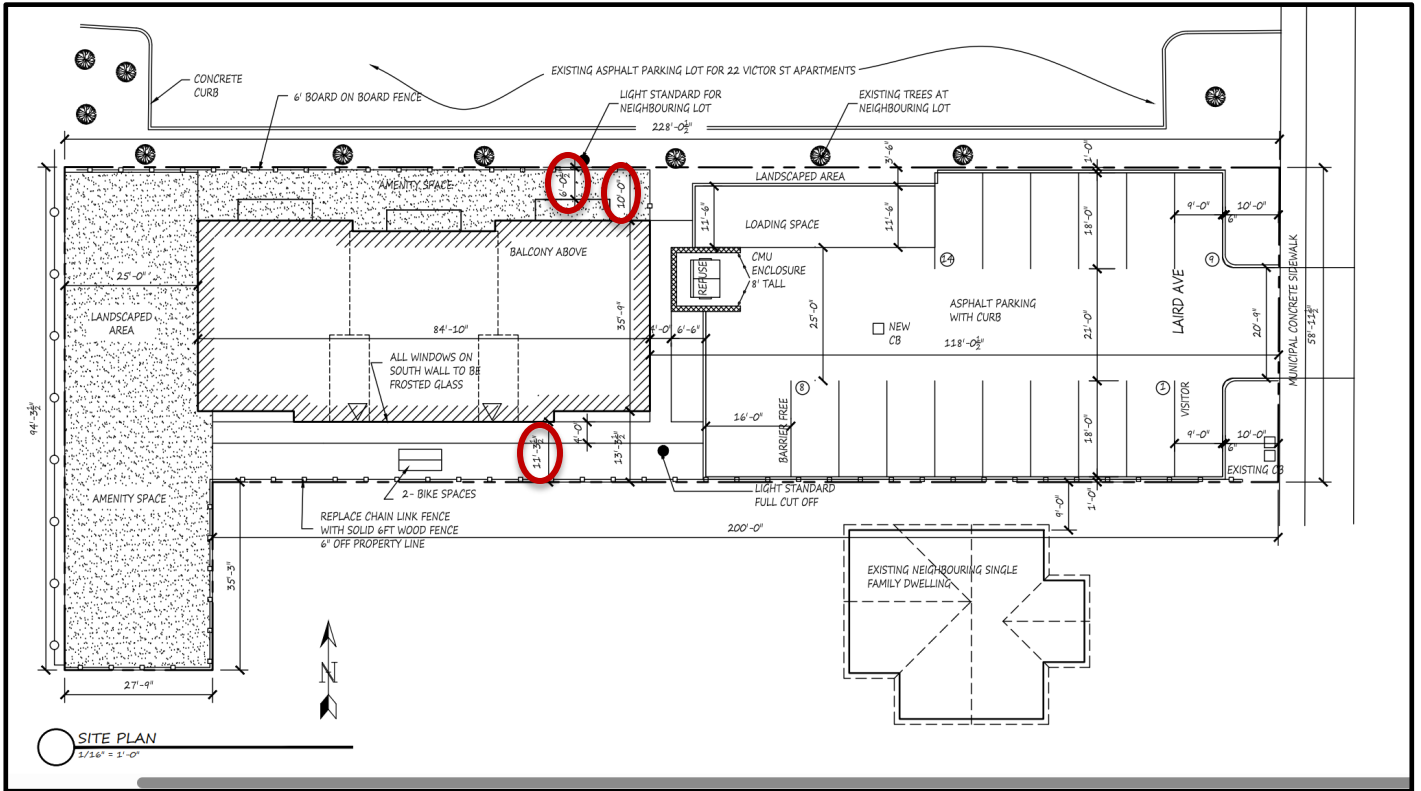 CONCRETE
CURB
6' BOARD ON BOARD FENCE
EXISTING ASPHALT PARKING LOT FOR 22 VICTOR ST APARTMENTS
LIGHT STANDARD FOR
NEIGHBOURING LOT
EXISTING TREES AT
NEIGHBOURING LOT
228'-0½"
3'-6"
1'-0"
AMENITY SPACE
6'-0½"
10'-0"
LANDSCAPED AREA
11'-6"
LOADING SPACE
11'-6"
18'-0"
9'-0"
10'-0"
6"
BALCONY ABOVE
REFUSE
CMU
ENCLOSURE
8' TALL
14
9
25'-0"
LANDSCAPED
AREA
84'-10"
35'-9"
4'-0"
6'-6"
25'-0"
NEW
CB
ASPHALT PARKING
WITH CURB
118'-0½"
21'-0"
LAIRD AVE
20'-9"
MUNICIPAL CONCRETE SIDEWALK
58'-11½"
ALL WINDOWS ON
SOUTH WALL TO BE
FROSTED GLASS
94'-3½"
8
1
VISITOR
16'-0"
BARRIER FREE
18'-0"
9'-0"
10'-0"
6"
11'-3½"
4'-0"
13'-3½"
EXISTING CB
AMENITY SPACE
2- BIKE SPACES
LIGHT STANDARD
FULL CUT OFF
9'-0"
1'-0"
REPLACE CHAIN LINK FENCE
WITH SOLID 6FT WOOD FENCE
6" OFF PROPERTY LINE
200'-0"
35'-3"
EXISTING NEIGHBOURING SINGLE
FAMILY DWELLING
N
27'-9"
SITE PLAN
1/16" = 1'-0"